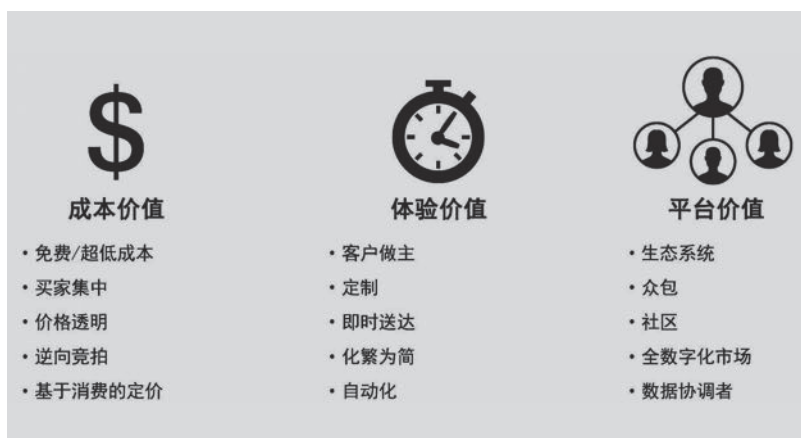 $
成本价值
・免费/超低成本
・买家集中
・价格透明
・逆向竞拍
・基于消费的定价
体验价值
・客户做主
・定制
・即时送达
・化繁为简
・自动化
平台价值
・生态系统
・众包
・社区
・全数字化市场
・数据协调者